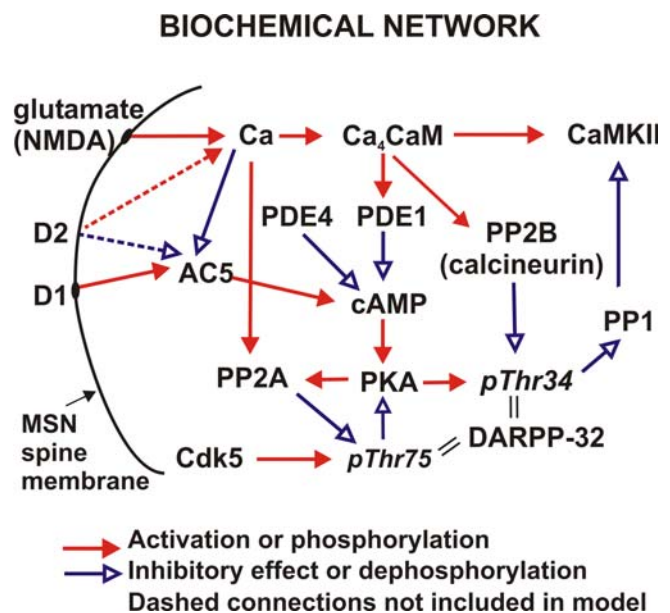 BIOCHEMICAL NETWORK
glutamate
(NMDA)
Ca
Ca₄CaM
CaMKII
D2
PDE4
PDE1
PP2B
(calcineurin)
D1
AC5
cAMP
PP1
PP2A
PKA
pThr34
MSN
spine
membrane
DARPP-32
Cdk5
pThr75
Activation or phosphorylation
Inhibitory effect or dephosphorylation
Dashed connections not included in model